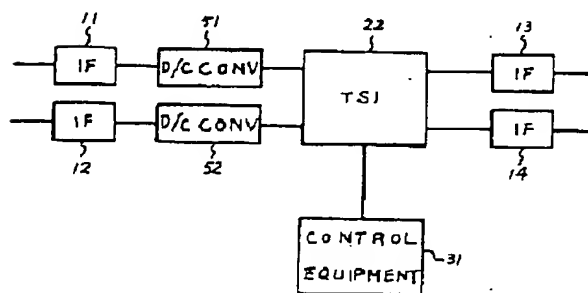 11 51 22 13
IF D/C CONV TSI IF
IF D/C CONV IF
12 52 14
CONTROL
EQUIPMENT 31